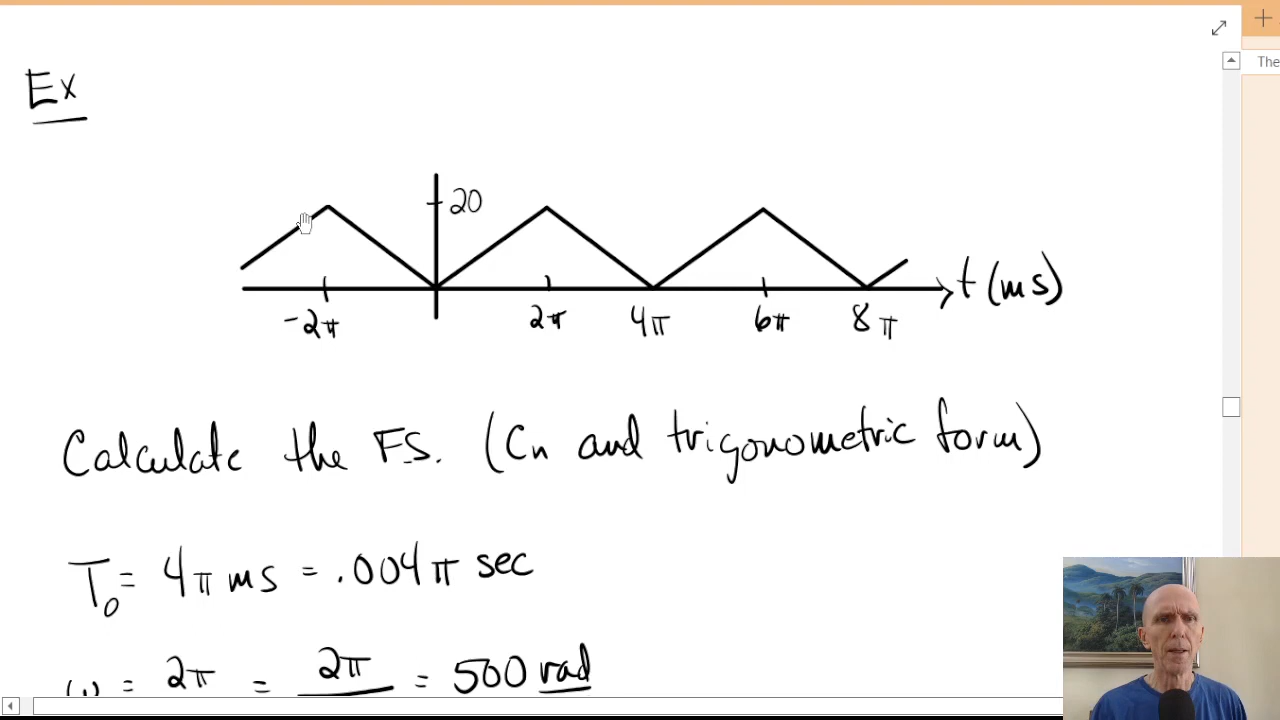 The
Ex
20
t (ms)
-2π 2π 4π 6π 8π
Calculate the F.S. (Cn and trigonometric form)
T₀ = 4π ms = .004π sec
ω = 2π = 2π = 500 rad